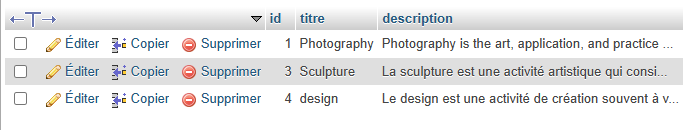 id titre description
Éditer Copier Supprimer 1 Photography Photography is the art, application, and practice ...
Éditer Copier Supprimer 3 Sculpture La sculpture est une activité artistique qui consi...
Éditer Copier Supprimer 4 design Le design est une activité de création souvent à v...